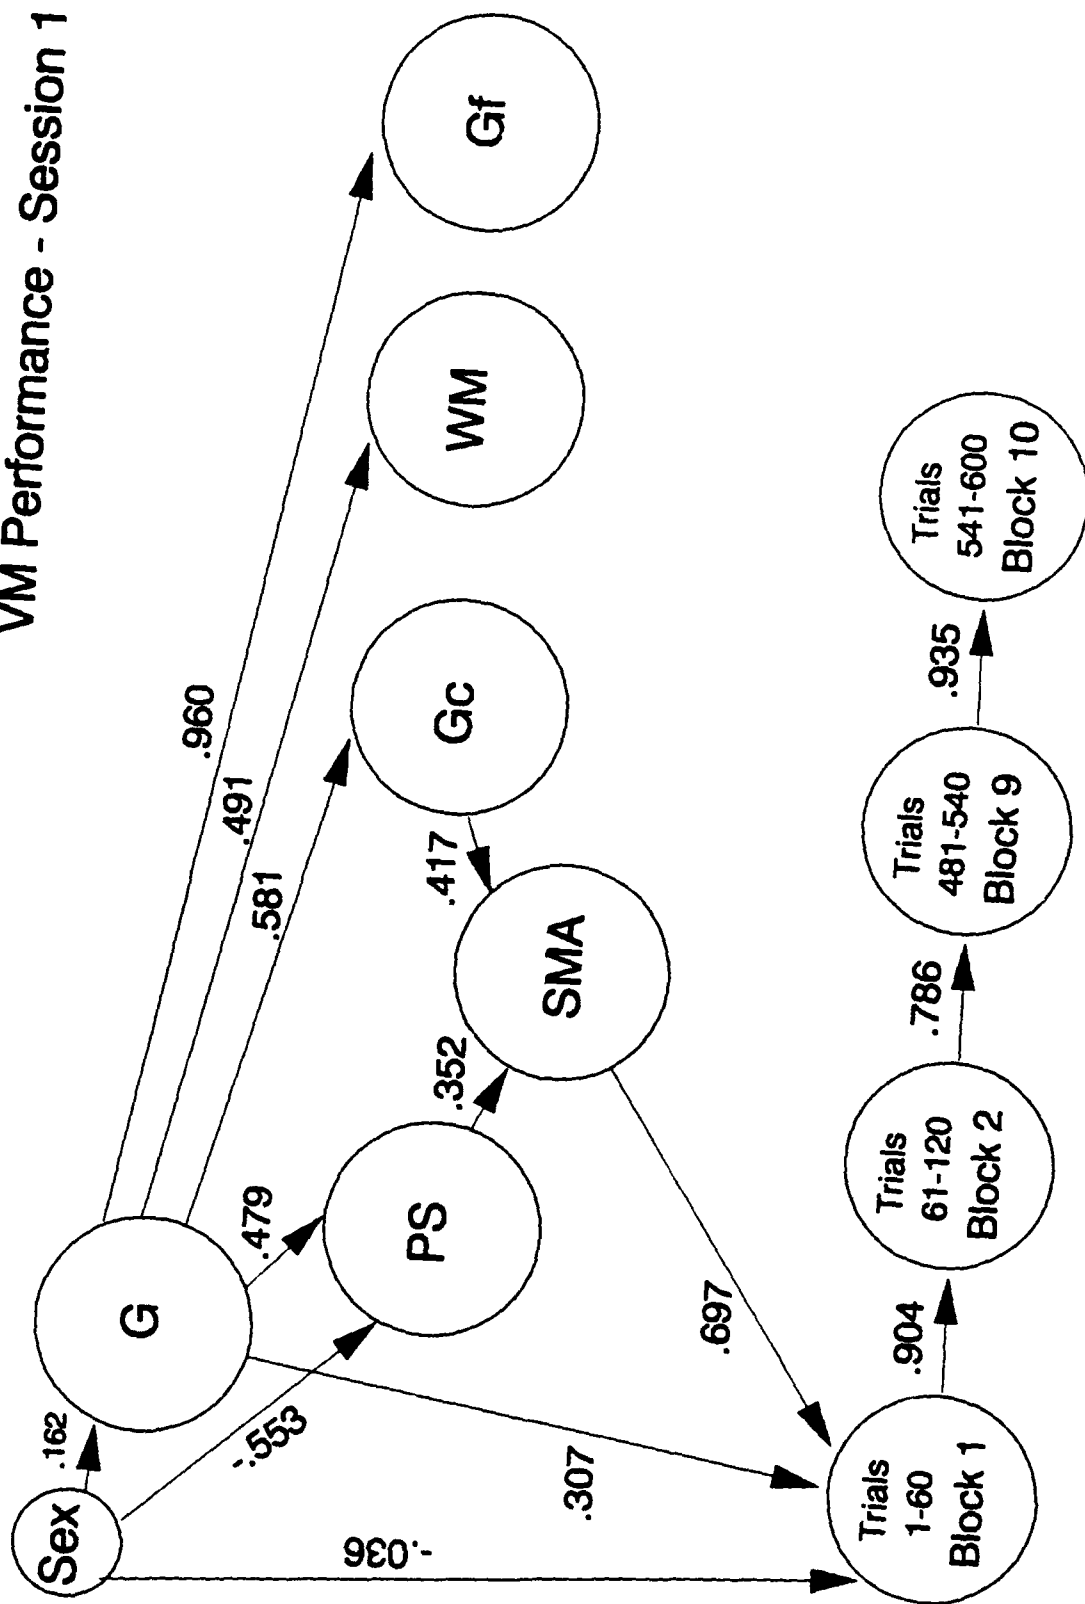 VM Performance - Session 1
Sex
.162
G
.960
.491
.581
.479
-.553
-.036
.307
PS
.352
SMA
.417
Gc
WM
Gf
.697
Trials
1-60
Block 1
.904
Trials
61-120
Block 2
.786
Trials
481-540
Block 9
.935
Trials
541-600
Block 10